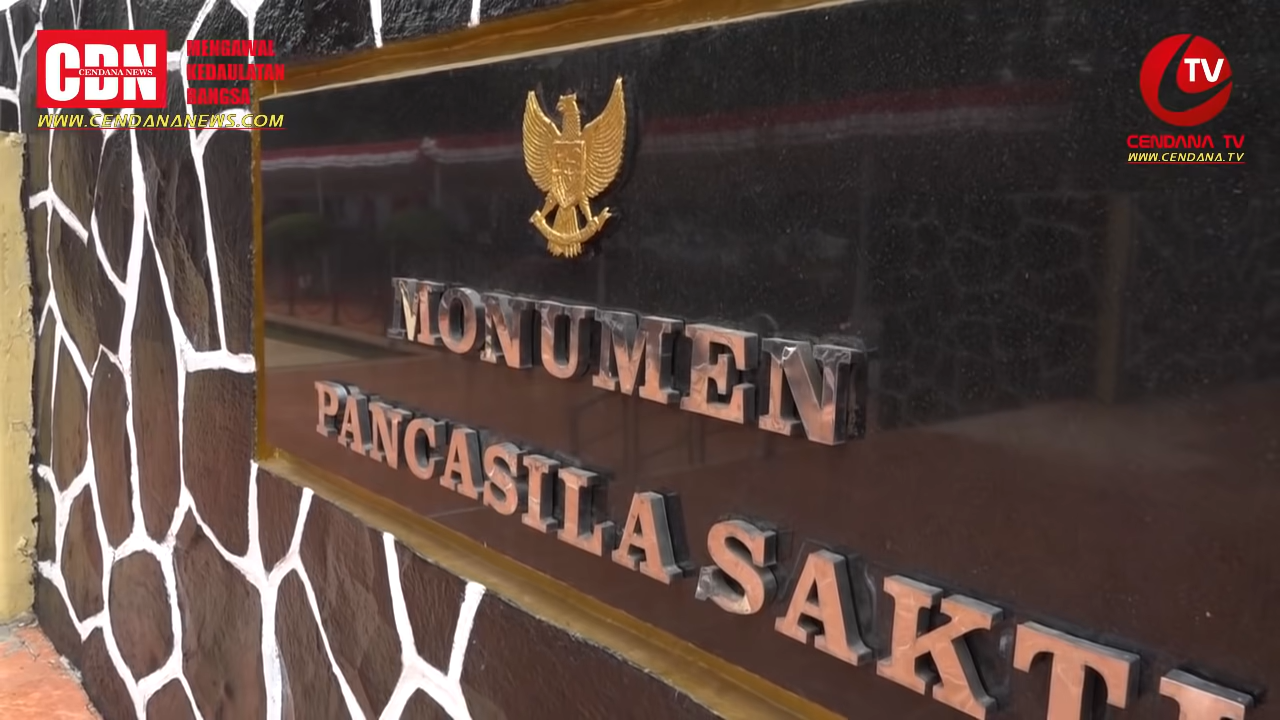 CDN
CENDANA NEWS
MENGAWAL
KEDAULATAN
BANGSA
WWW.CENDANANEWS.COM
TV
CENDANA TV
WWW.CENDANA.TV
MONUMEN
PANCASILA SAKTI